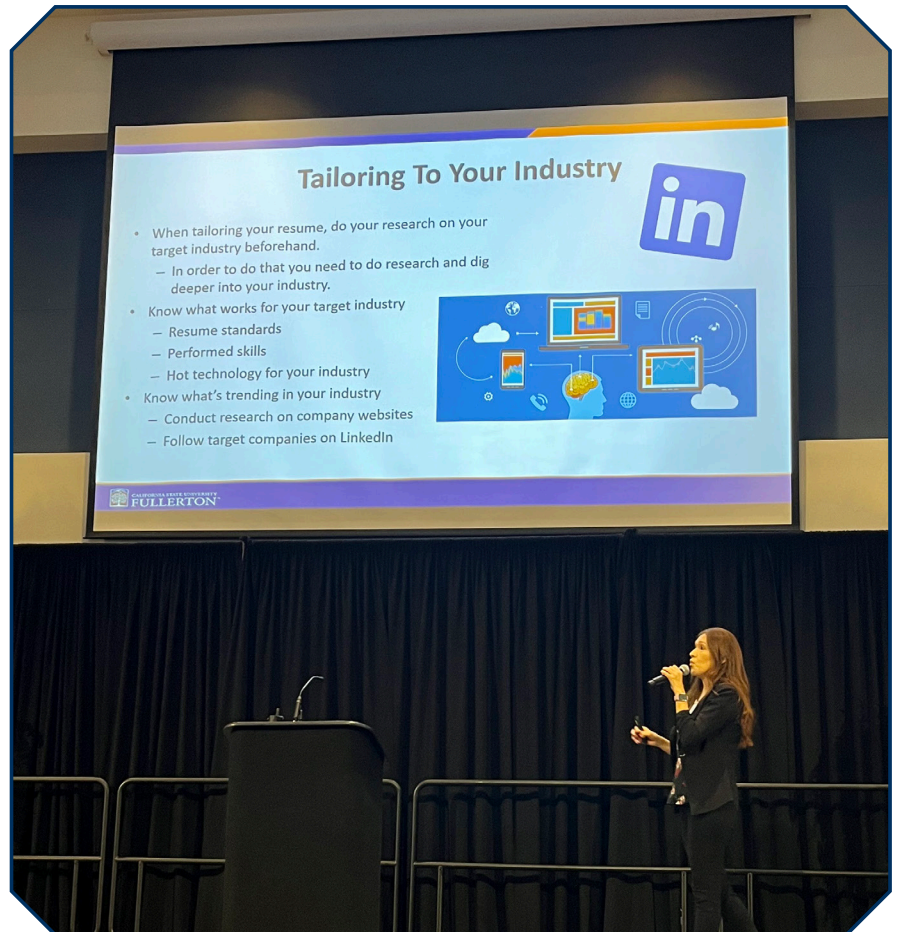 Tailoring To Your Industry
in
• When tailoring your resume, do your research on your
target industry beforehand.
– In order to do that you need to do research and dig
deeper into your industry.
• Know what works for your target industry
– Resume standards
– Performed skills
– Hot technology for your industry
• Know what's trending in your industry
– Conduct research on company websites
– Follow target companies on LinkedIn
CALIFORNIA STATE UNIVERSITY
FULLERTON